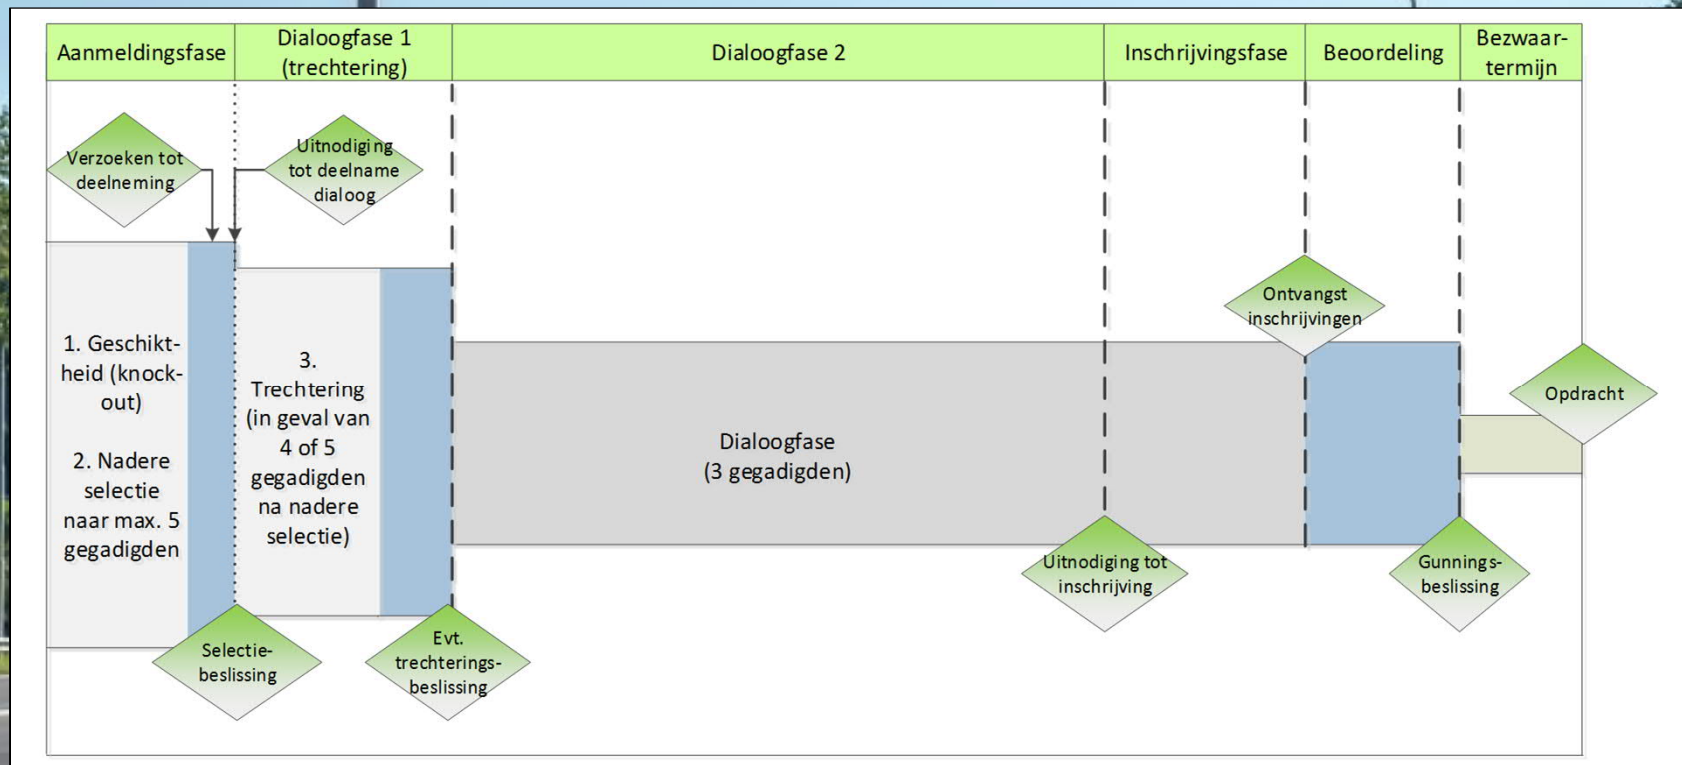 Aanmeldingsfase
Dialoogfase 1
(trechtering)
Dialoogfase 2
Inschrijvingsfase
Beoordeling
Bezwaar-
termijn
Verzoeken tot
deelneming
Uitnodiging
tot deelname
dialoog
1. Geschikt-
heid (knock-
out)
2. Nadere
selectie
naar max. 5
gegadigden
3.
Trechtering
(in geval van
4 of 5
gegadigden
na nadere
selectie)
Dialoogfase
(3 gegadigden)
Ontvangst
inschrijvingen
Opdracht
Uitnodiging tot
inschrijving
Gunnings-
beslissing
Selectie-
beslissing
Evt.
trechterings-
beslissing